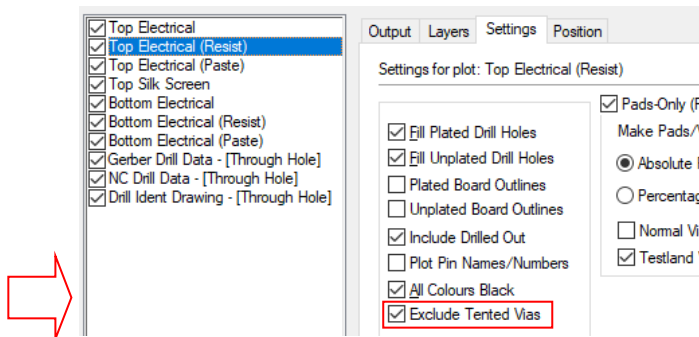 Top Electrical
Top Electrical (Resist)
Top Electrical (Paste)
Top Silk Screen
Bottom Electrical
Bottom Electrical (Resist)
Bottom Electrical (Paste)
Gerber Drill Data - [Through Hole]
NC Drill Data - [Through Hole]
Drill Ident Drawing - [Through Hole]
Output Layers Settings Position
Settings for plot: Top Electrical (Resist)
Fill Plated Drill Holes
Fill Unplated Drill Holes
Plated Board Outlines
Unplated Board Outlines
Include Drilled Out
Plot Pin Names/Numbers
All Colours Black
Exclude Tented Vias
Pads-Only
Make Pads/
Absolute
Normal
Testland